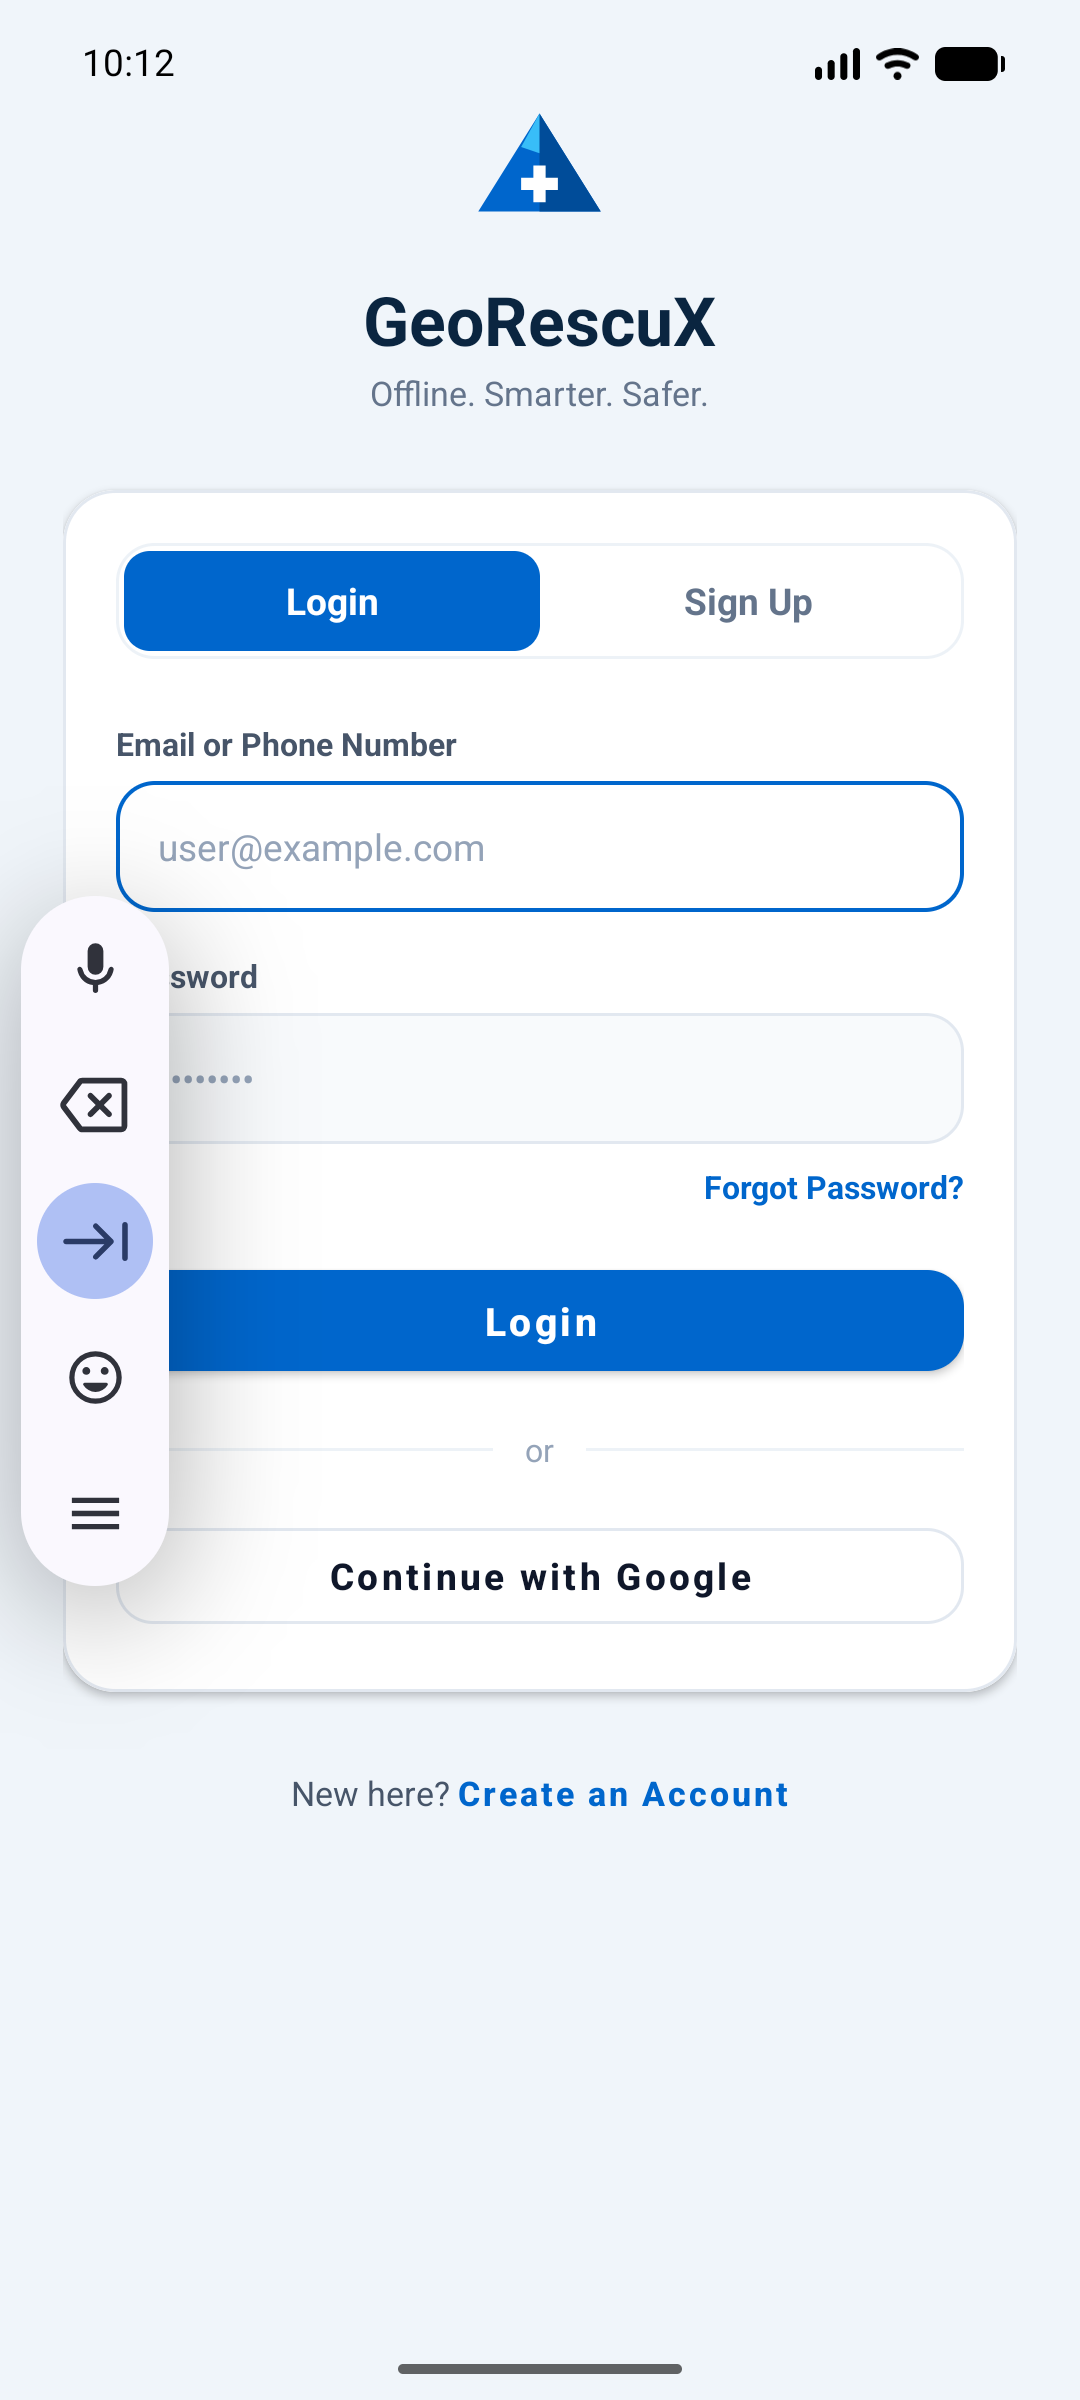 10:12
GeoRescuX
Offline. Smarter. Safer.
Login
Sign Up
Email or Phone Number
user@example.com
sword
Forgot Password?
Login
or
Continue with Google
New here? Create an Account